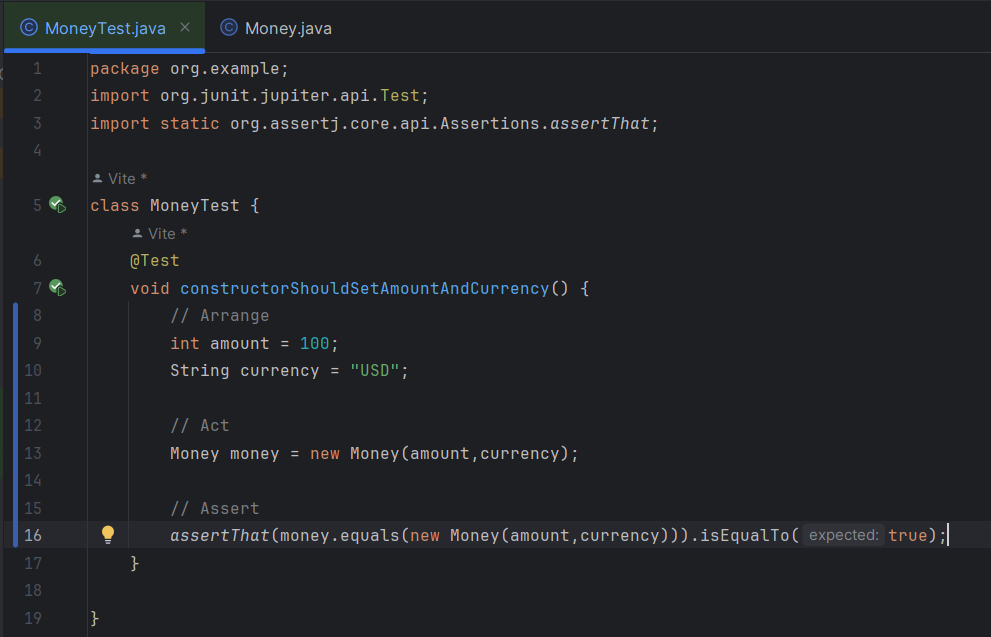 MoneyTest.java × Money.java
1 package org.example;
2 import org.junit.jupiter.api.Test;
3 import static org.assertj.core.api.Assertions.assertThat;
4
Vite *
5 class MoneyTest {
Vite *
6 @Test
7 void constructorShouldSetAmountAndCurrency() {
8 // Arrange
9 int amount = 100;
10 String currency = "USD";
11
12 // Act
13 Money money = new Money(amount,currency);
14
15 // Assert
16 assertThat(money.equals(new Money(amount,currency))).isEqualTo( expected: true);
17 }
18
19 }